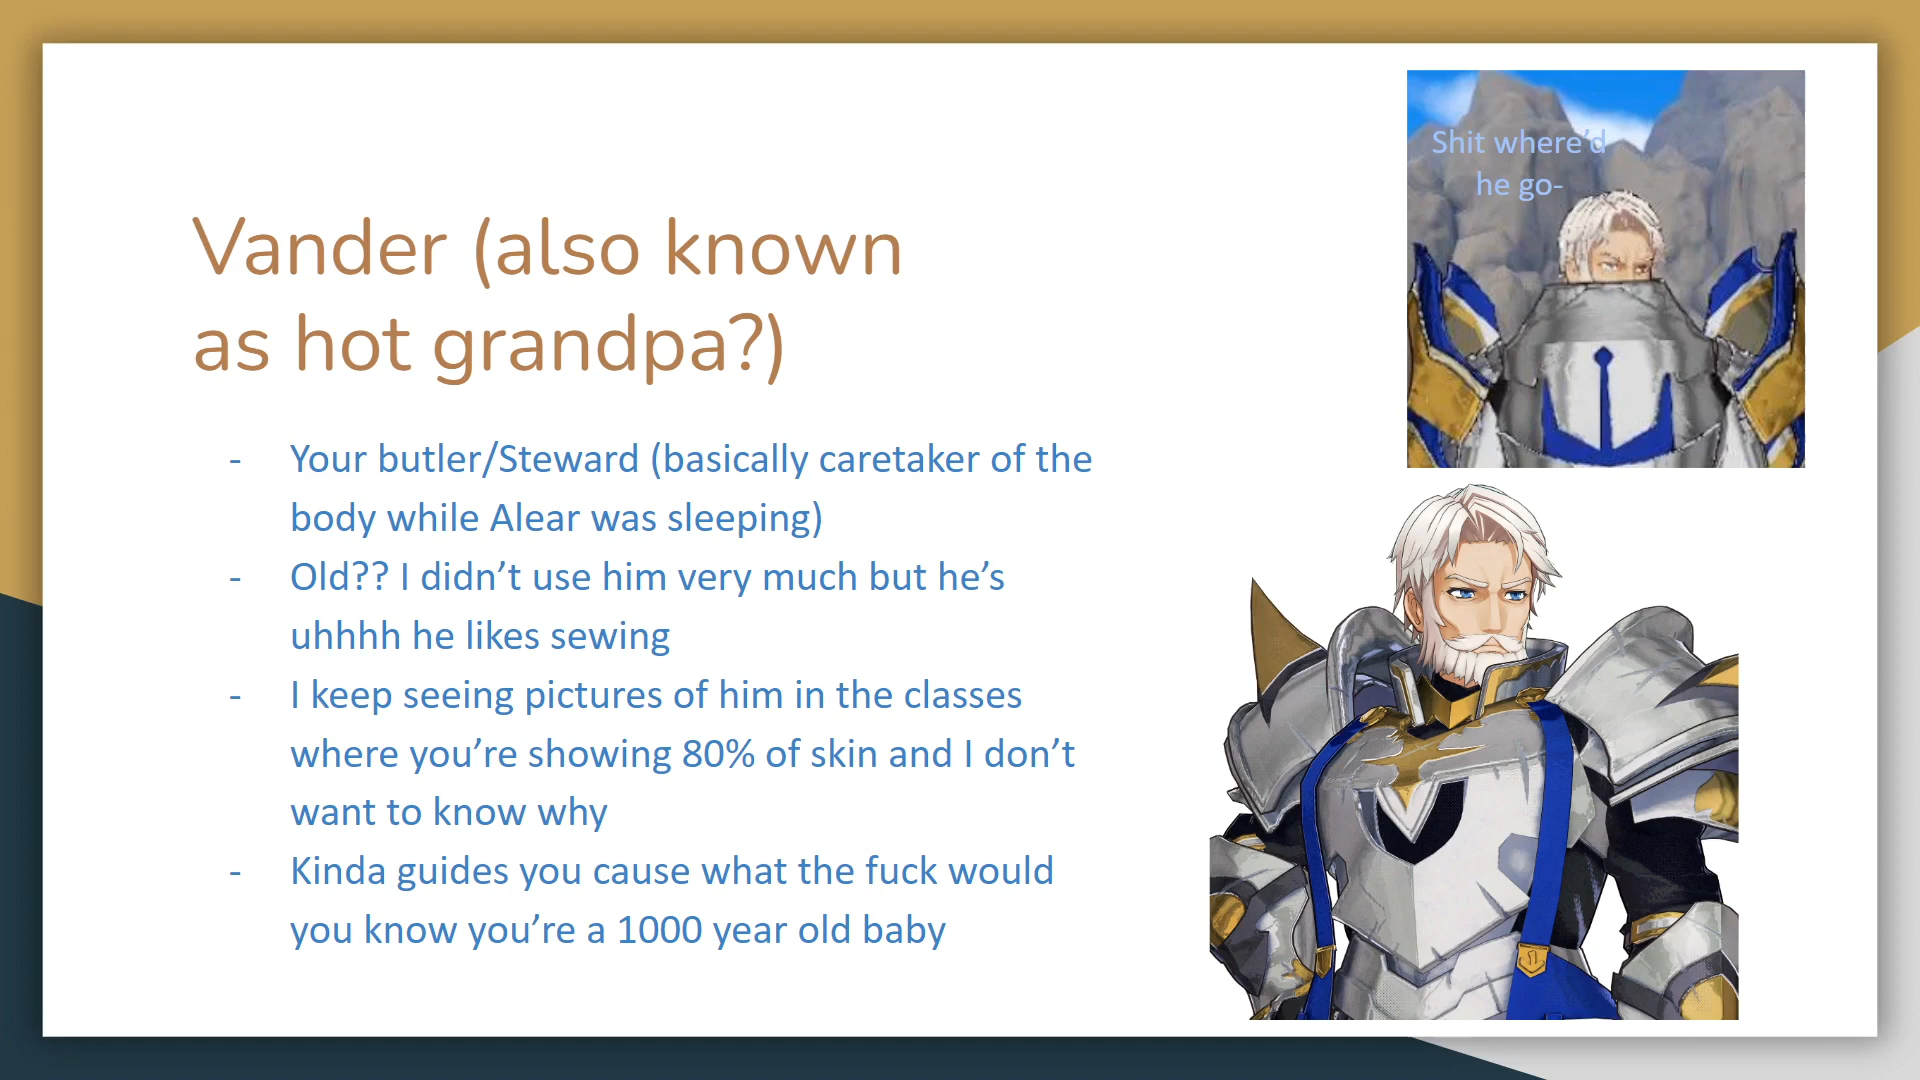 Shit where’d
he go-
Vander (also known
as hot grandpa?)
- Your butler/Steward (basically caretaker of the
body while Alear was sleeping)
- Old?? I didn’t use him very much but he’s
uhhhh he likes sewing
- I keep seeing pictures of him in the classes
where you’re showing 80% of skin and I don’t
want to know why
- Kinda guides you cause what the fuck would
you know you’re a 1000 year old baby